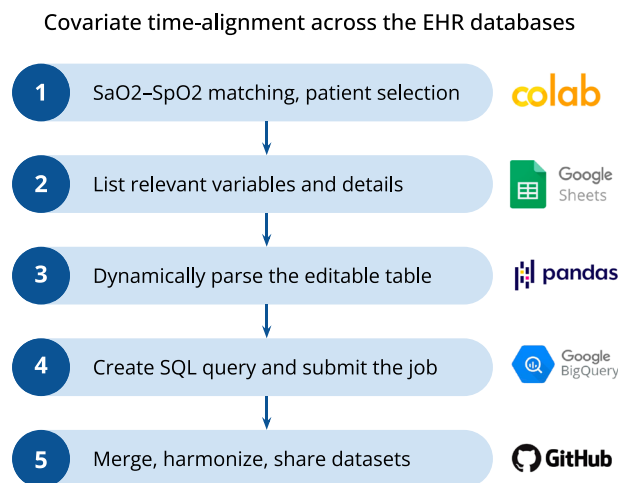 Covariate time-alignment across the EHR databases
1 SaO2–SpO2 matching, patient selection colab
2 List relevant variables and details Google Sheets
3 Dynamically parse the editable table pandas
4 Create SQL query and submit the job Google BigQuery
5 Merge, harmonize, share datasets GitHub